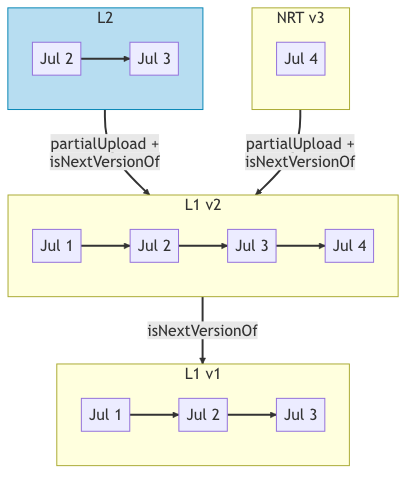 L2
Jul 2
Jul 3
NRT v3
Jul 4
partialUpload +
isNextVersionOf
partialUpload +
isNextVersionOf
L1 v2
Jul 1
Jul 2
Jul 3
Jul 4
isNextVersionOf
L1 v1
Jul 1
Jul 2
Jul 3